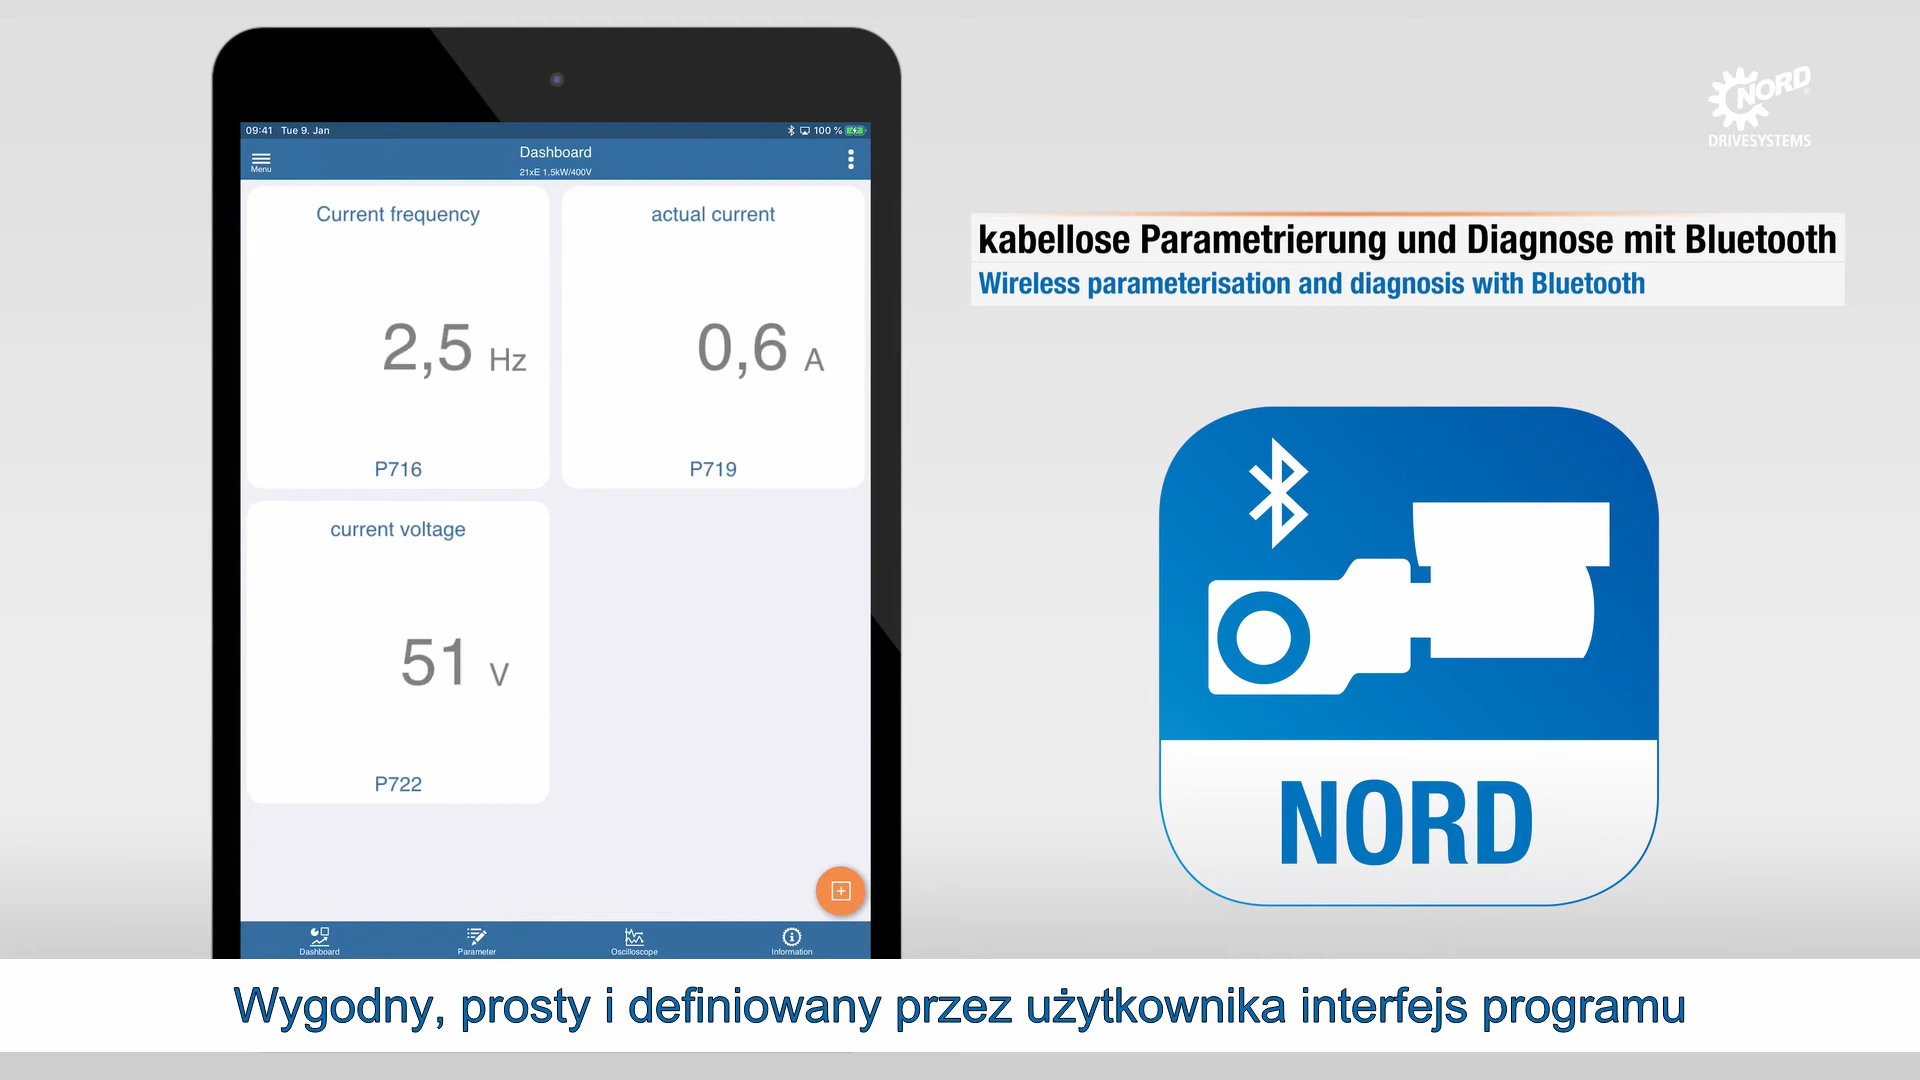 09:41 Tue 9. Jan 100 %
Menu
Dashboard
21xE 1,5kW/400V
Current frequency
2,5 Hz
P716
actual current
0,6 A
P719
current voltage
51 V
P722
Dashboard
Parameter
Oscilloscope
Information
NORD®
DRIVESYSTEMS
kabellose Parametrierung und Diagnose mit Bluetooth
Wireless parameterisation and diagnosis with Bluetooth
NORD
Wygodny, prosty i definiowany przez użytkownika interfejs programu